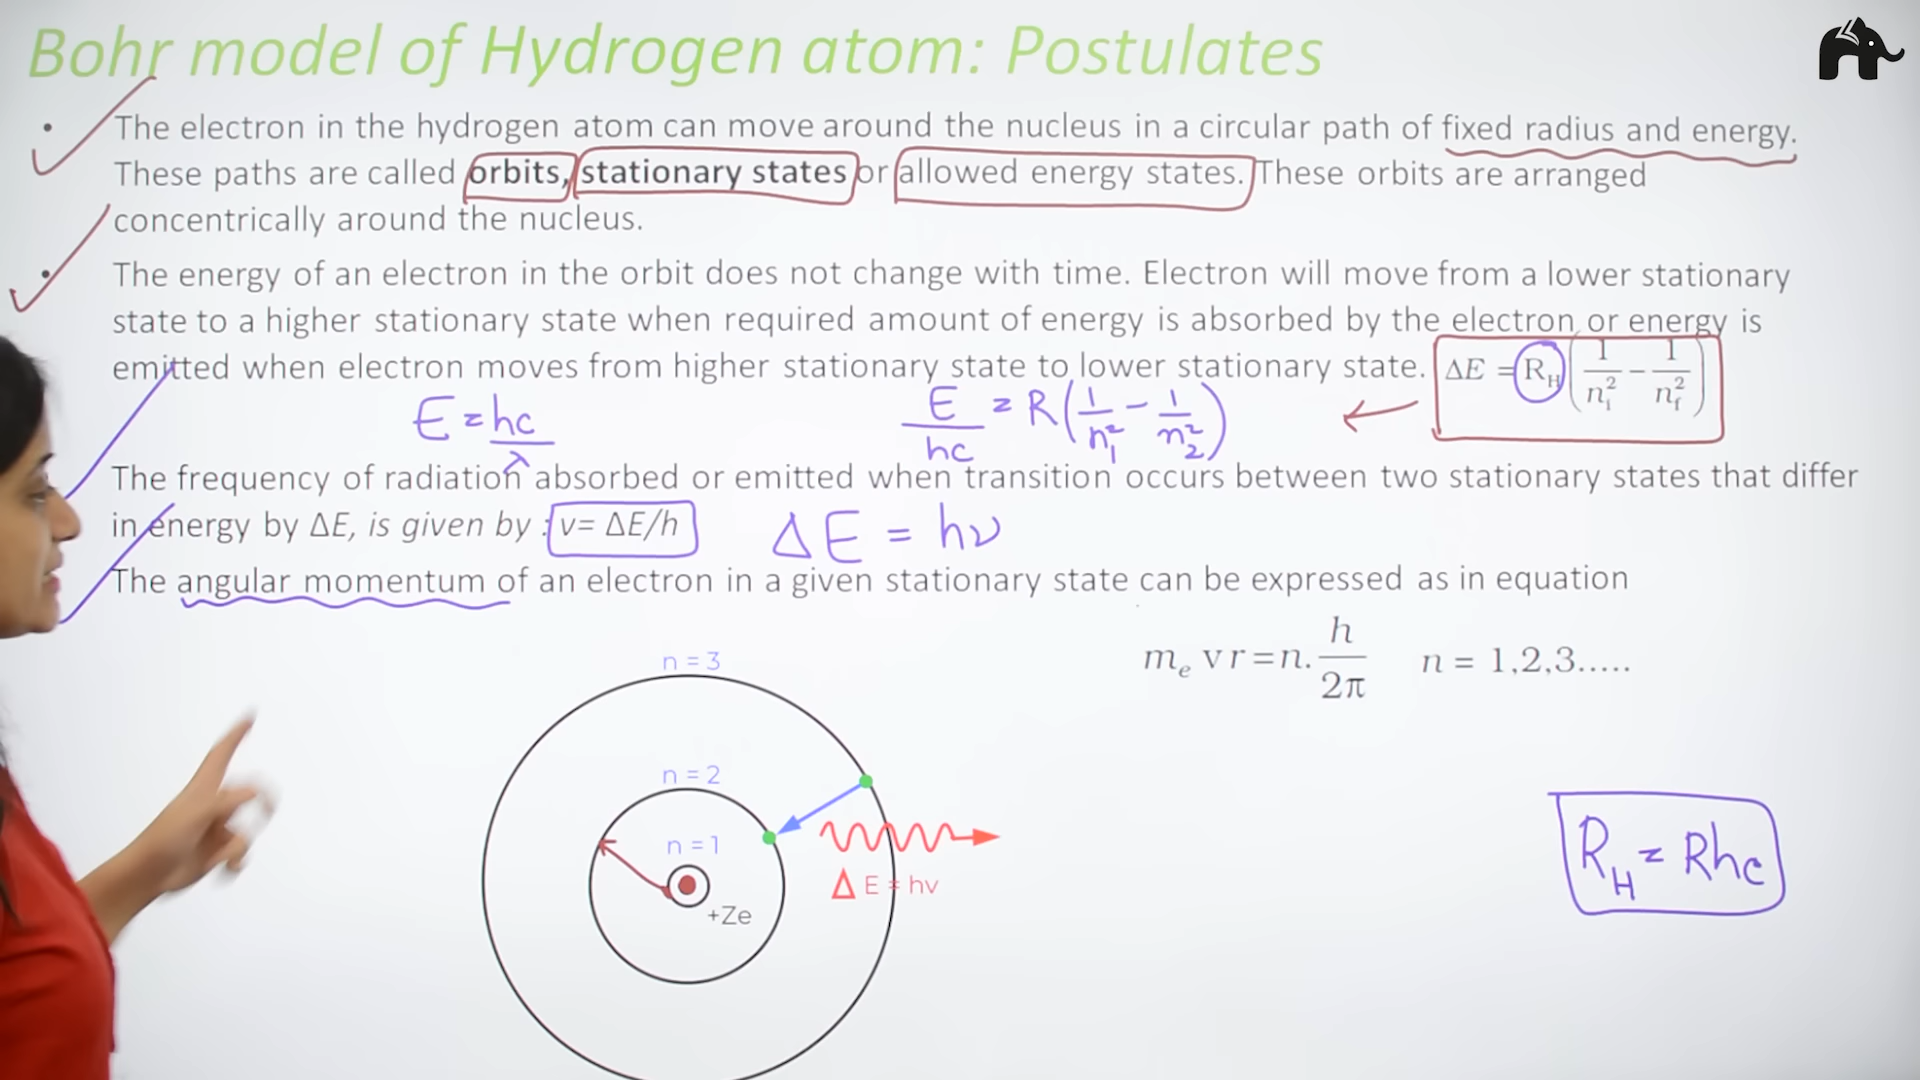 Bohr model of Hydrogen atom: Postulates
• The electron in the hydrogen atom can move around the nucleus in a circular path of fixed radius and energy.
These paths are called orbits, stationary states or allowed energy states. These orbits are arranged
concentrically around the nucleus.
• The energy of an electron in the orbit does not change with time. Electron will move from a lower stationary
state to a higher stationary state when required amount of energy is absorbed by the electron or energy is
emitted when electron moves from higher stationary state to lower stationary state. ΔE = R_H (1/n_i² − 1/n_f²)
E = hc/λ
E/hc = R(1/n₁² − 1/n₂²)
The frequency of radiation absorbed or emitted when transition occurs between two stationary states that differ
in energy by ΔE, is given by : ν= ΔE/h
ΔE = hν
The angular momentum of an electron in a given stationary state can be expressed as in equation
mₑ v r = n. h/2π n = 1,2,3.....
n = 3
n = 2
n = 1
+Ze
Δ E = hν
R_H = Rhc